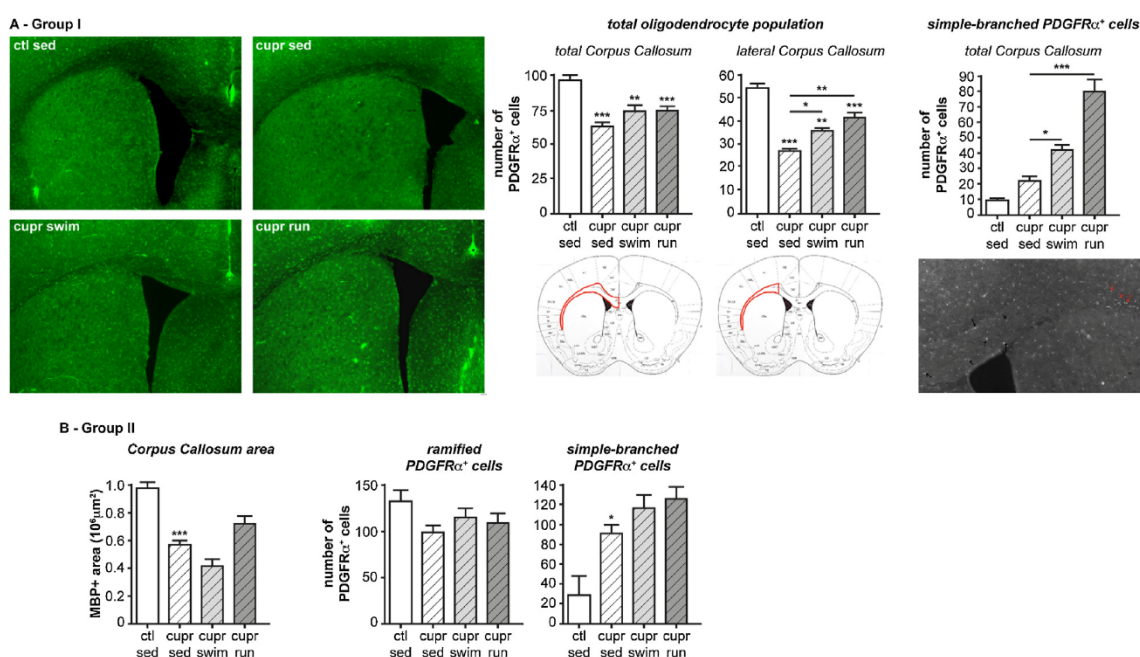 A - Group I
ctl sed
cupr sed
cupr swim
cupr run
total oligodendrocyte population
total Corpus Callosum
number of
PDGFRα⁺ cells
100
75
50
25
0
ctl
sed
cupr
sed
cupr
swim
cupr
run
***
**
***
lateral Corpus Callosum
60
50
40
30
20
10
0
ctl
sed
cupr
sed
cupr
swim
cupr
run
**
*
***
**
***
simple-branched PDGFRα⁺ cells
total Corpus Callosum
number of
PDGFRα⁺ cells
90
80
70
60
50
40
30
20
10
ctl
sed
cupr
sed
cupr
swim
cupr
run
***
*
B - Group II
Corpus Callosum area
MBP+ area (10⁶µm²)
1.0
0.8
0.6
0.4
0.2
0
ctl
sed
cupr
sed
cupr
swim
cupr
run
***
ramified
PDGFRα⁺ cells
number of
PDGFRα⁺ cells
150
100
50
ctl
sed
cupr
sed
cupr
swim
cupr
run
simple-branched
PDGFRα⁺ cells
140
120
100
80
60
40
20
ctl
sed
cupr
sed
cupr
swim
cupr
run
*